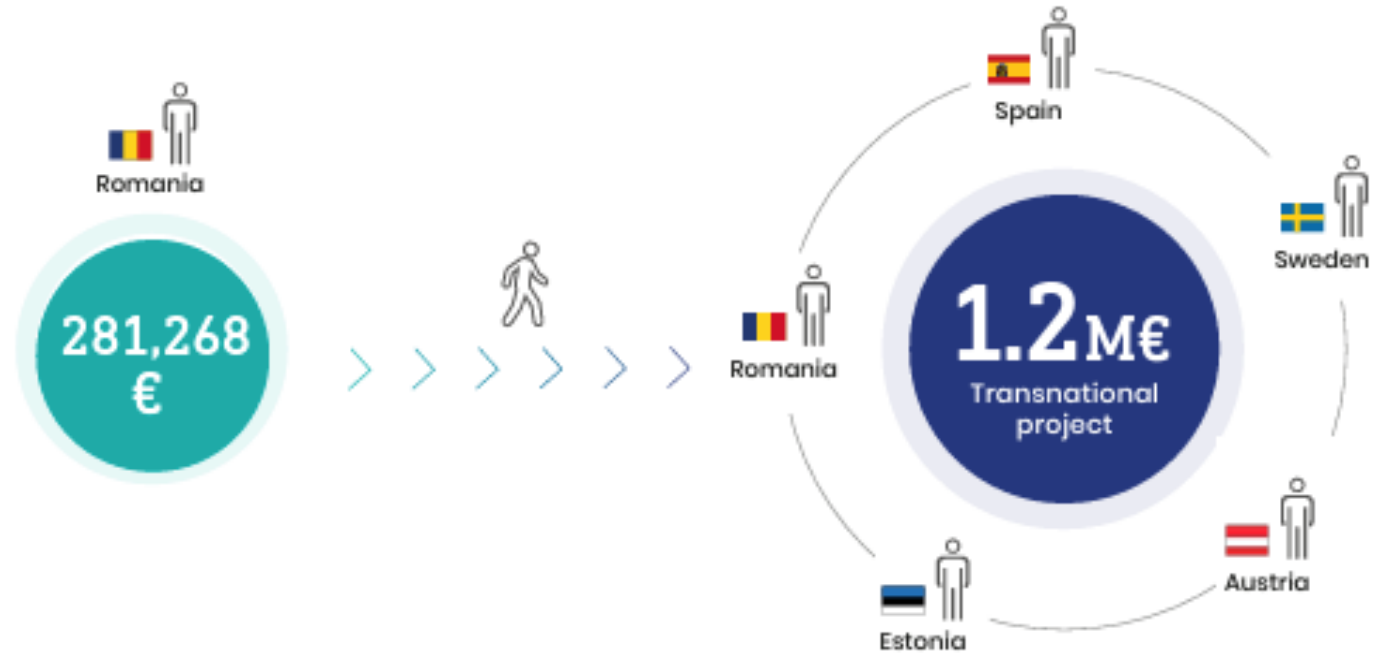 Romania
281,268
€
Spain
Sweden
Romania
1.2M€
Transnational
project
Austria
Estonia